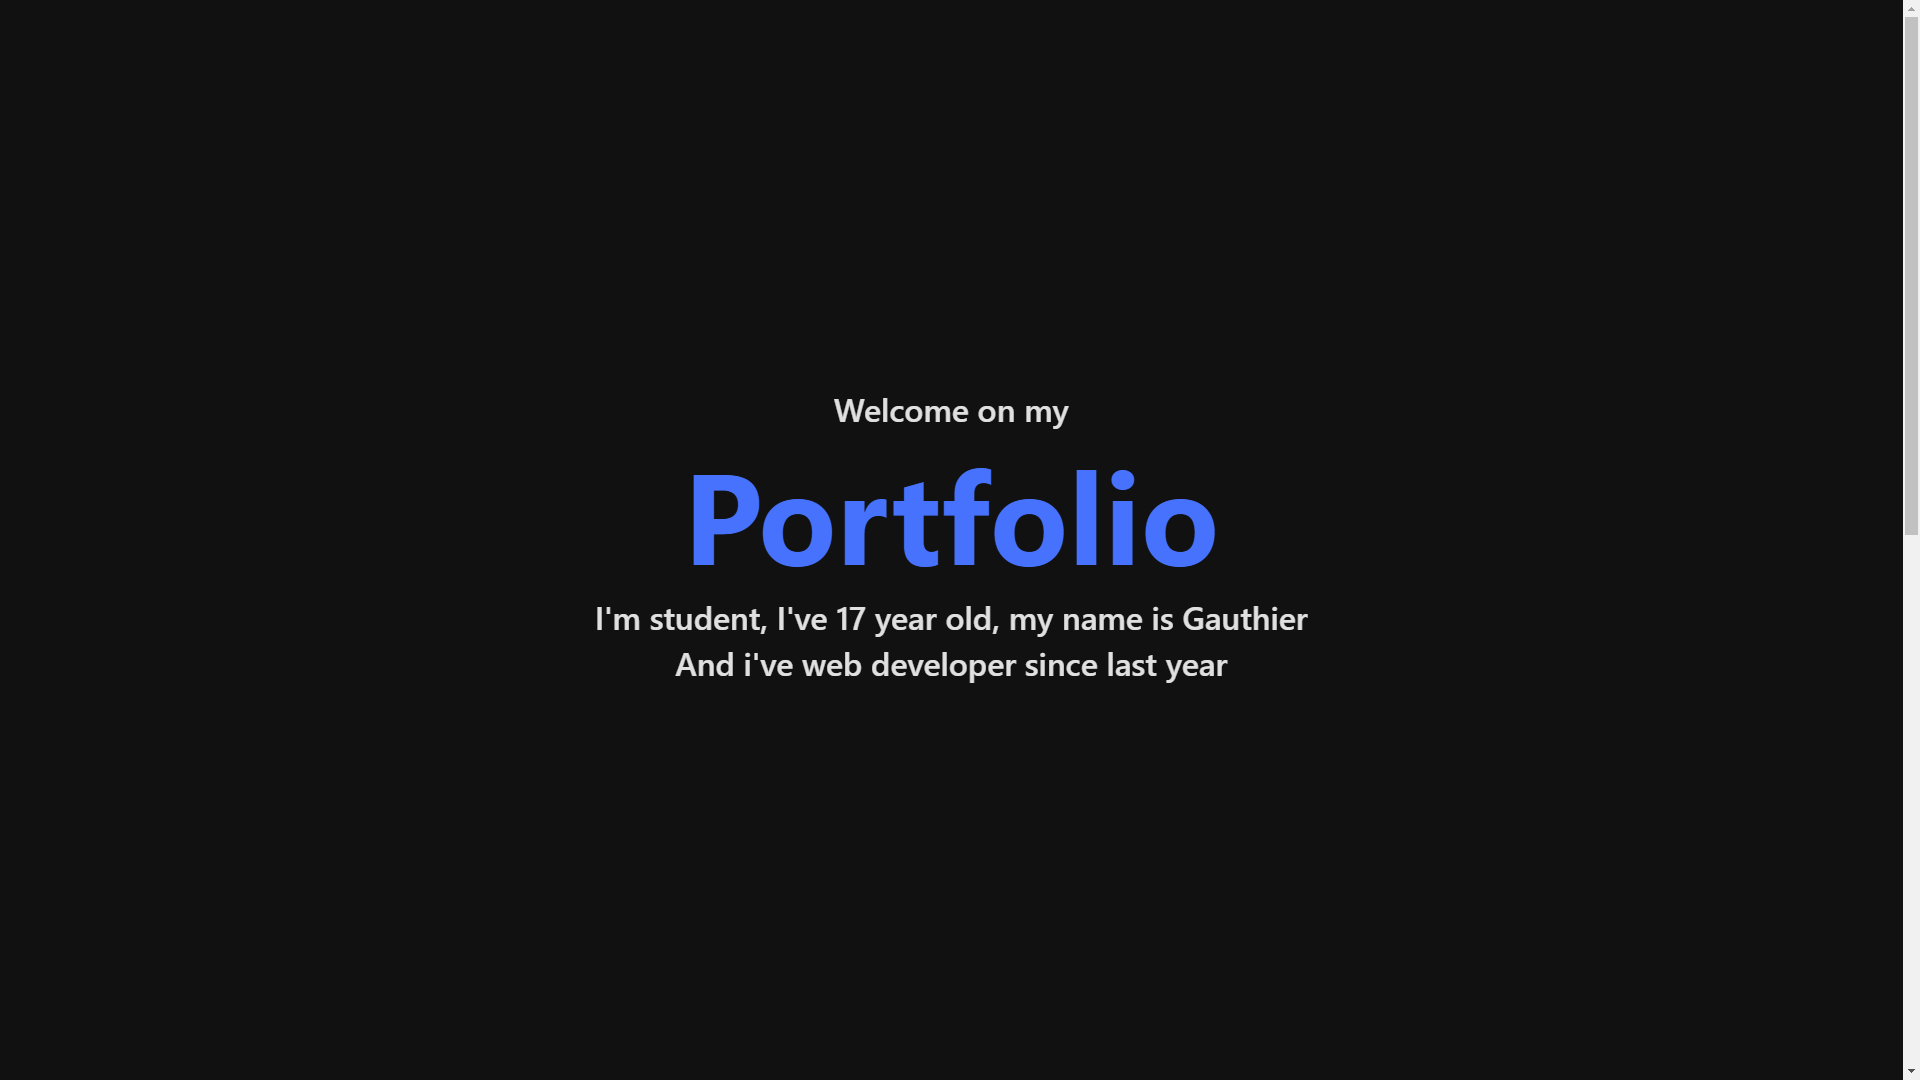 Welcome on my
Portfolio
I'm student, I've 17 year old, my name is Gauthier
And i've web developer since last year